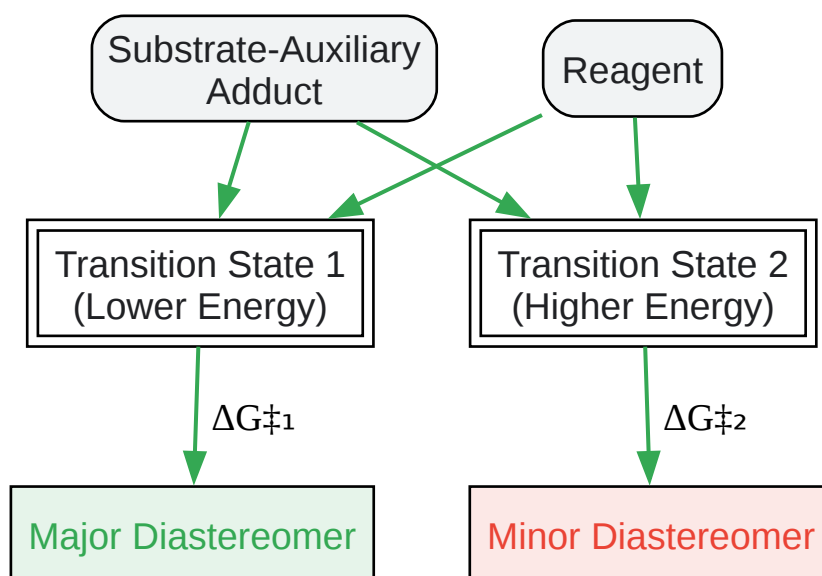 Substrate-Auxiliary
Adduct
Reagent
Transition State 1
(Lower Energy)
Transition State 2
(Higher Energy)
ΔG‡₁
ΔG‡₂
Major Diastereomer
Minor Diastereomer